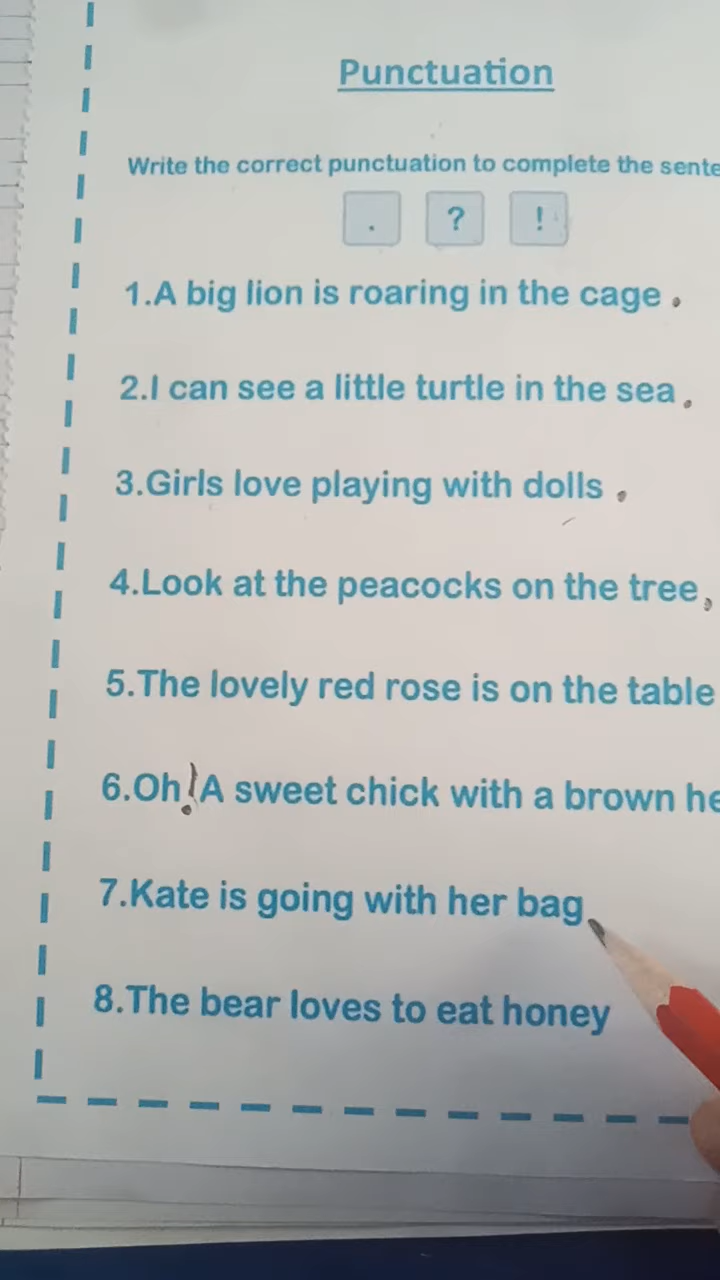 Punctuation
Write the correct punctuation to complete the
. ? !
1.A big lion is roaring in the cage .
2.I can see a little turtle in the sea .
3.Girls love playing with dolls .
4.Look at the peacocks on the tree ,
5.The lovely red rose is on the table
6.Oh! A sweet chick with a brown
7.Kate is going with her bag
8.The bear loves to eat honey